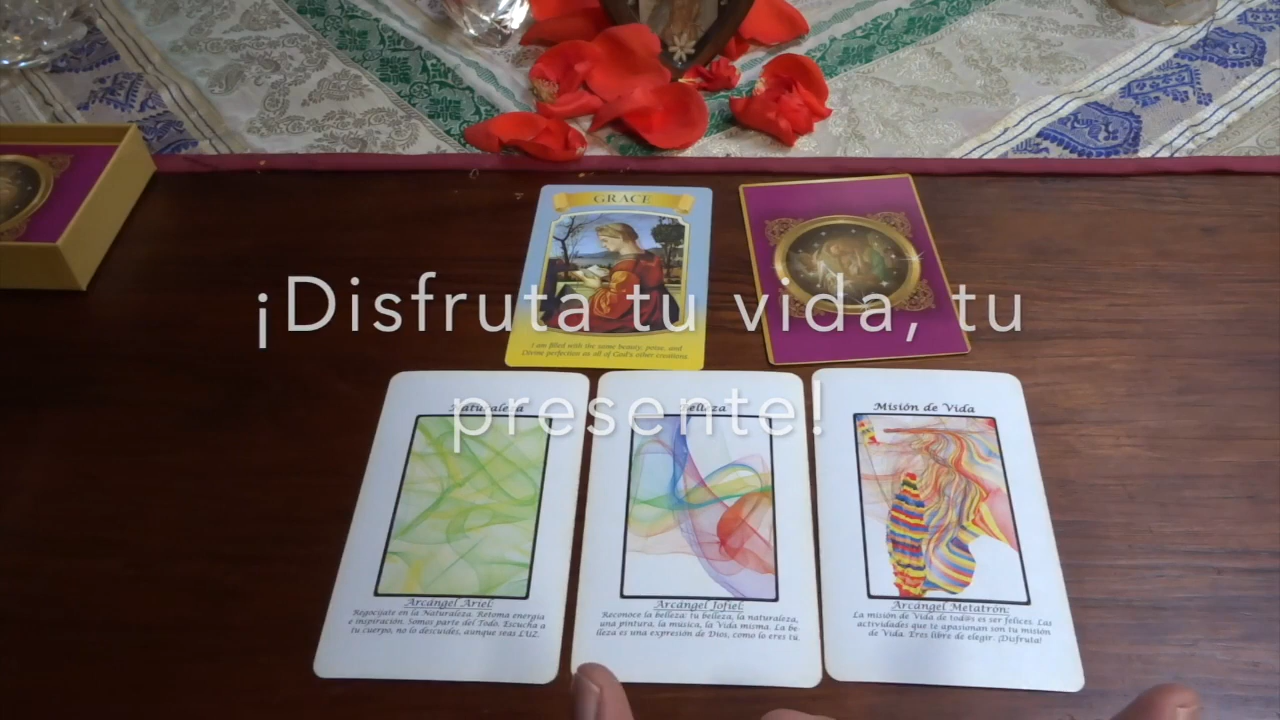 GRACE
I am filled with the same beauty, poise, and
Divine perfection as all of God's other creations.
¡Disfruta tu vida, tu
presente!
Naturaleza
Arcángel Ariel:
Regocíjate en la Naturaleza. Retoma energía
e inspiración. Somos parte del Todo. Escucha a
tu cuerpo, no lo descuides, aunque seas LUZ.
Belleza
Arcángel Jofiel:
Reconoce la belleza: tu belleza, la naturaleza,
una pintura, la música, la Vida misma. La be-
lleza es una expresión de Dios, como lo eres tú.
Misión de Vida
Arcángel Metatrón:
La misión de Vida de tod@s es ser felices. Las
actividades que te apasionan son tu misión
de Vida. Eres libre de elegir. ¡Disfruta!